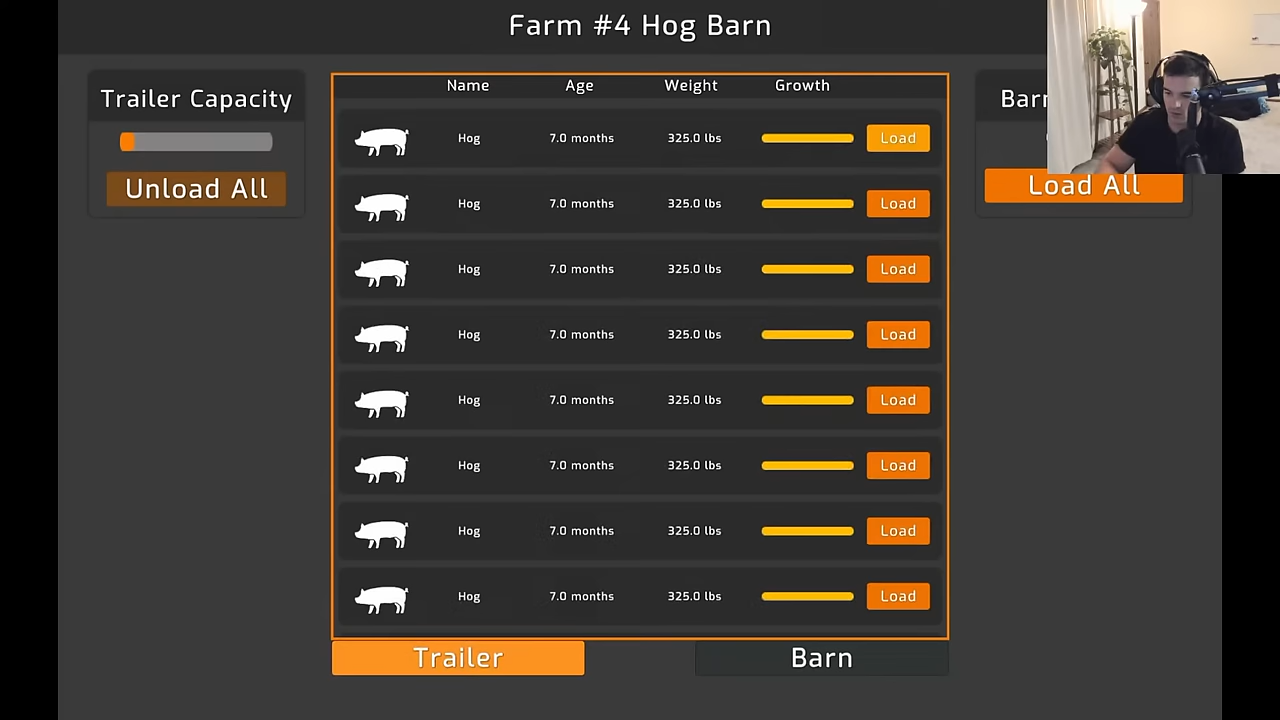 Farm #4 Hog Barn
Trailer Capacity
Unload All
Name Age Weight Growth
Hog 7.0 months 325.0 lbs Load
Hog 7.0 months 325.0 lbs Load
Hog 7.0 months 325.0 lbs Load
Hog 7.0 months 325.0 lbs Load
Hog 7.0 months 325.0 lbs Load
Hog 7.0 months 325.0 lbs Load
Hog 7.0 months 325.0 lbs Load
Hog 7.0 months 325.0 lbs Load
Trailer Barn
Load All